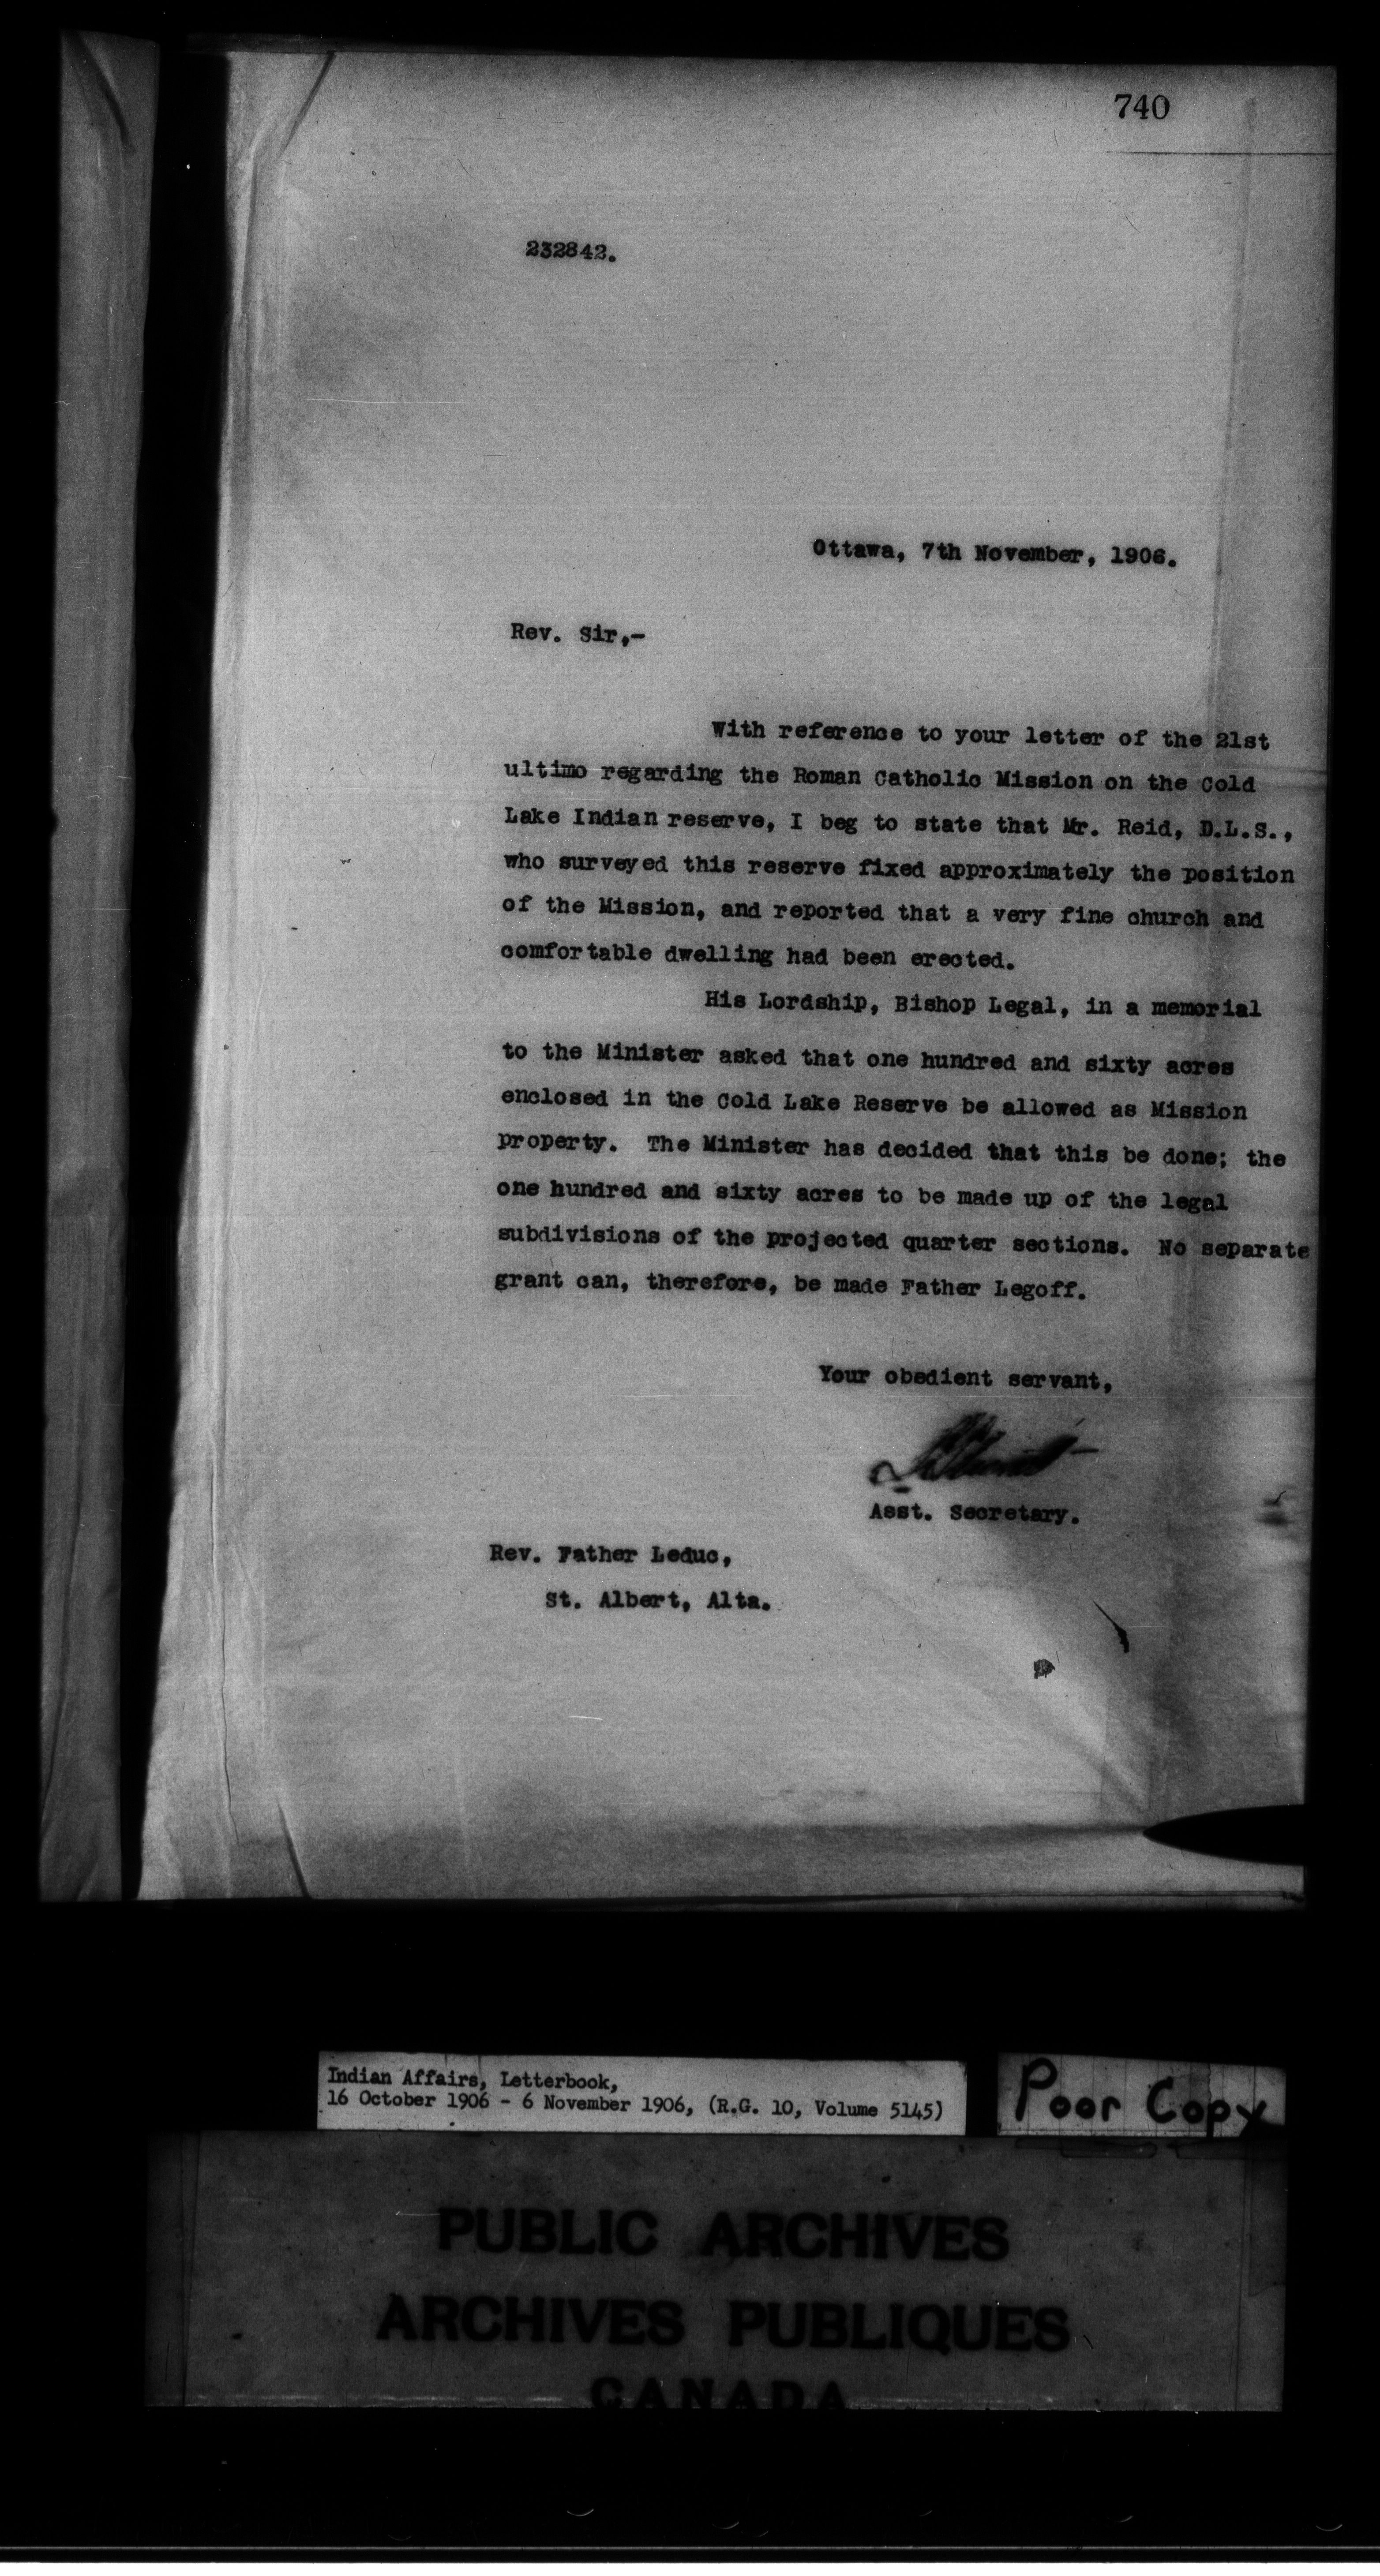 740
232842.
Ottawa, 7th November, 1906.
Rev. Sir,-
With reference to your letter of the 21st
ultimo regarding the Roman Catholic Mission on the Cold
Lake Indian reserve, I beg to state that Mr. Reid, D.L.S.,
who surveyed this reserve fixed approximately the position
of the Mission, and reported that a very fine church and
comfortable dwelling had been erected.
His Lordship, Bishop Legal, in a memorial
to the Minister asked that one hundred and sixty acres
enclosed in the Cold Lake Reserve be allowed as Mission
property. The Minister has decided that this be done; the
one hundred and sixty acres to be made up of the legal
subdivisions of the projected quarter sections. No separate
grant can, therefore, be made Father Legoff.
Your obedient servant,
Asst. Secretary.
Rev. Father Leduc,
St. Albert, Alta.
Indian Affairs, Letterbook,
16 October 1906 - 6 November 1906, (R.G. 10, Volume 5145)
Poor Copy
PUBLIC ARCHIVES
ARCHIVES PUBLIQUES
CANADA